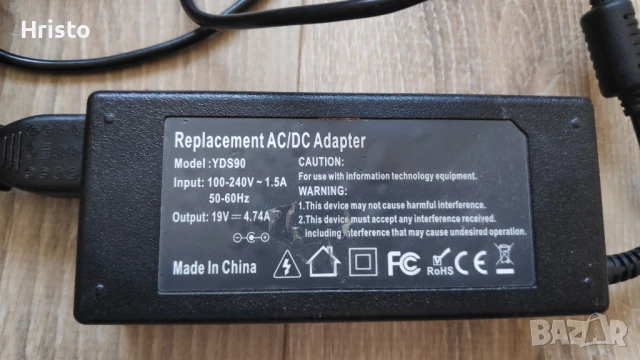 Hristo
Replacement AC/DC Adapter
Model:YDS90
Input: 100-240V~1.5A
50-60Hz
Output: 19V⎓4.74A
Made In China
CAUTION:
For use with information technology equipment.
WARNING:
1.This device may not cause harmful interference.
2.This device must accept any interference received.
including interference that may cause undesired operation.
FC
RoHS
CE
BAZAR.BG